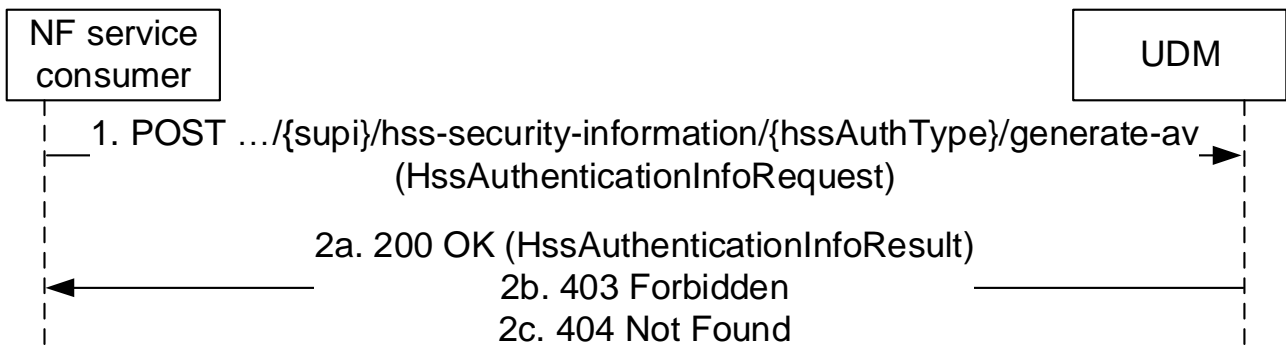 NF service
consumer
UDM
1. POST …/{supi}/hss-security-information/{hssAuthType}/generate-av
(HssAuthenticationInfoRequest)
2a. 200 OK (HssAuthenticationInfoResult)
2b. 403 Forbidden
2c. 404 Not Found